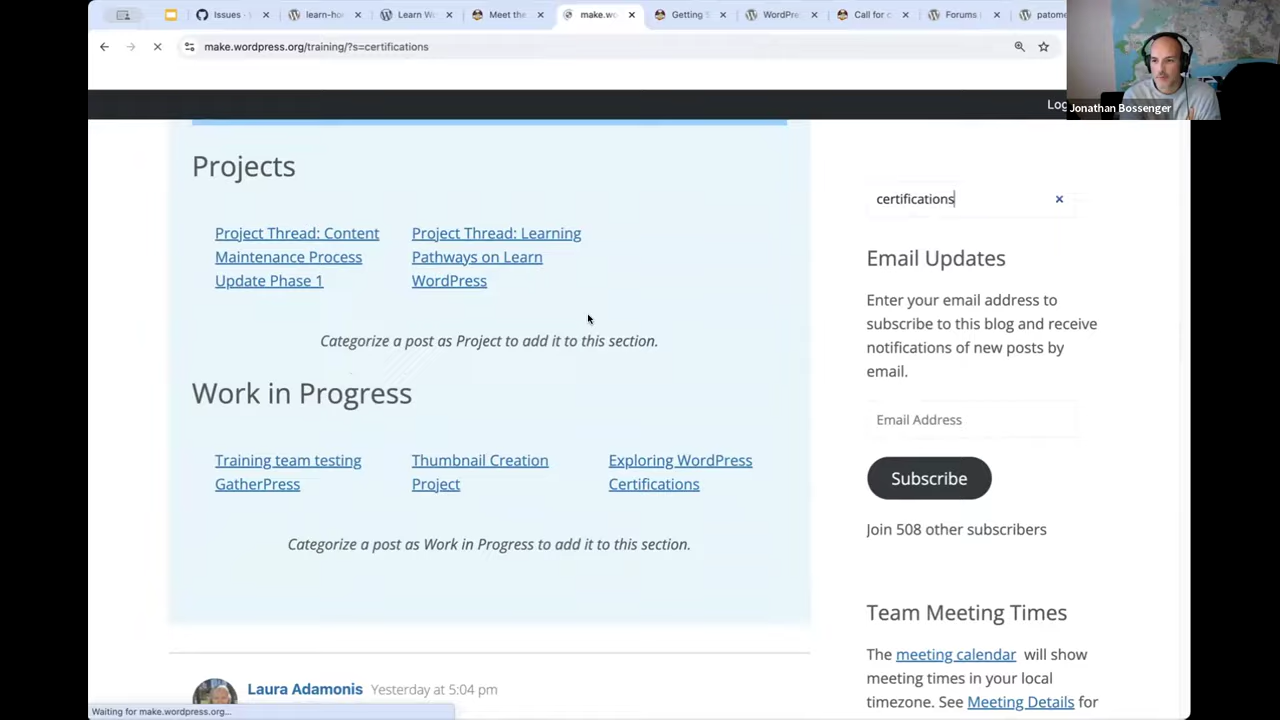 Issues ·
learn-ho
Learn W
Meet the
make.wo
Getting
WordPre
Call for c
Forums
patome
make.wordpress.org/training/?s=certifications
Log
Jonathan Bossenger
Projects
Project Thread: Content
Maintenance Process
Update Phase 1
Project Thread: Learning
Pathways on Learn
WordPress
Categorize a post as Project to add it to this section.
Work in Progress
Training team testing
GatherPress
Thumbnail Creation
Project
Exploring WordPress
Certifications
Categorize a post as Work in Progress to add it to this section.
Laura Adamonis Yesterday at 5:04 pm
Waiting for make.wordpress.org...
certifications
Email Updates
Enter your email address to
subscribe to this blog and receive
notifications of new posts by
email.
Email Address
Subscribe
Join 508 other subscribers
Team Meeting Times
The meeting calendar will show
meeting times in your local
timezone. See Meeting Details for